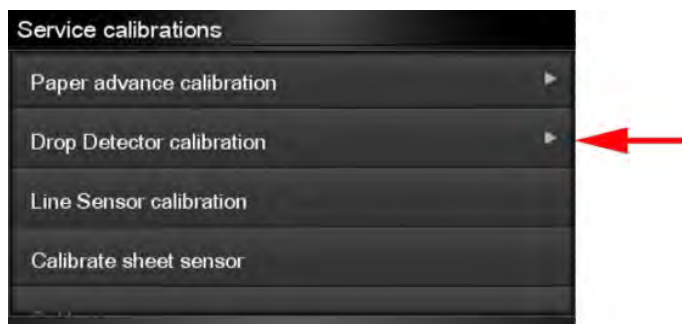 Service calibrations
Paper advance calibration
Drop Detector calibration
Line Sensor calibration
Calibrate sheet sensor